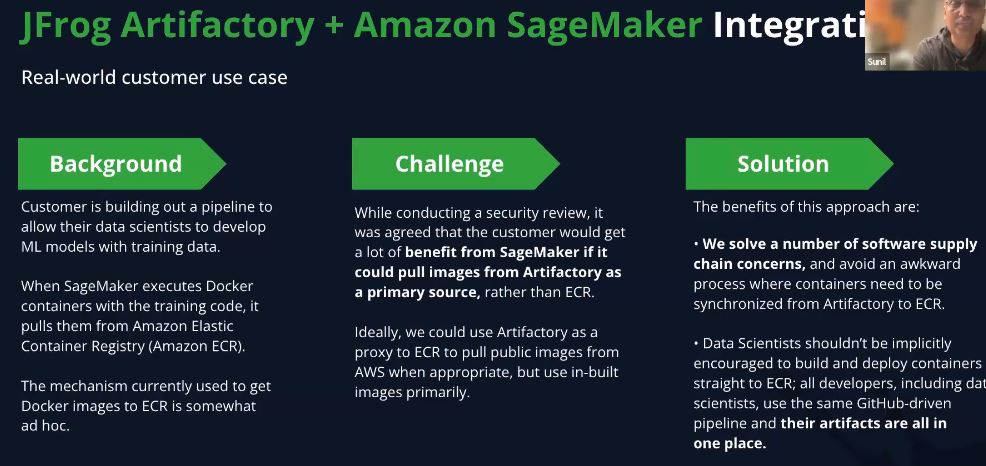 JFrog Artifactory + Amazon SageMaker Integrati
Sunil
Real-world customer use case
Background
Customer is building out a pipeline to
allow their data scientists to develop
ML models with training data.
When SageMaker executes Docker
containers with the training code, it
pulls them from Amazon Elastic
Container Registry (Amazon ECR).
The mechanism currently used to get
Docker images to ECR is somewhat
ad hoc.
Challenge
While conducting a security review, it
was agreed that the customer would get
a lot of benefit from SageMaker if it
could pull images from Artifactory as
a primary source, rather than ECR.
Ideally, we could use Artifactory as a
proxy to ECR to pull public images from
AWS when appropriate, but use in-built
images primarily.
Solution
The benefits of this approach are:
• We solve a number of software supply
chain concerns, and avoid an awkward
process where containers need to be
synchronized from Artifactory to ECR.
• Data Scientists shouldn't be implicitly
encouraged to build and deploy containers
straight to ECR; all developers, including dat
scientists, use the same GitHub-driven
pipeline and their artifacts are all in
one place.